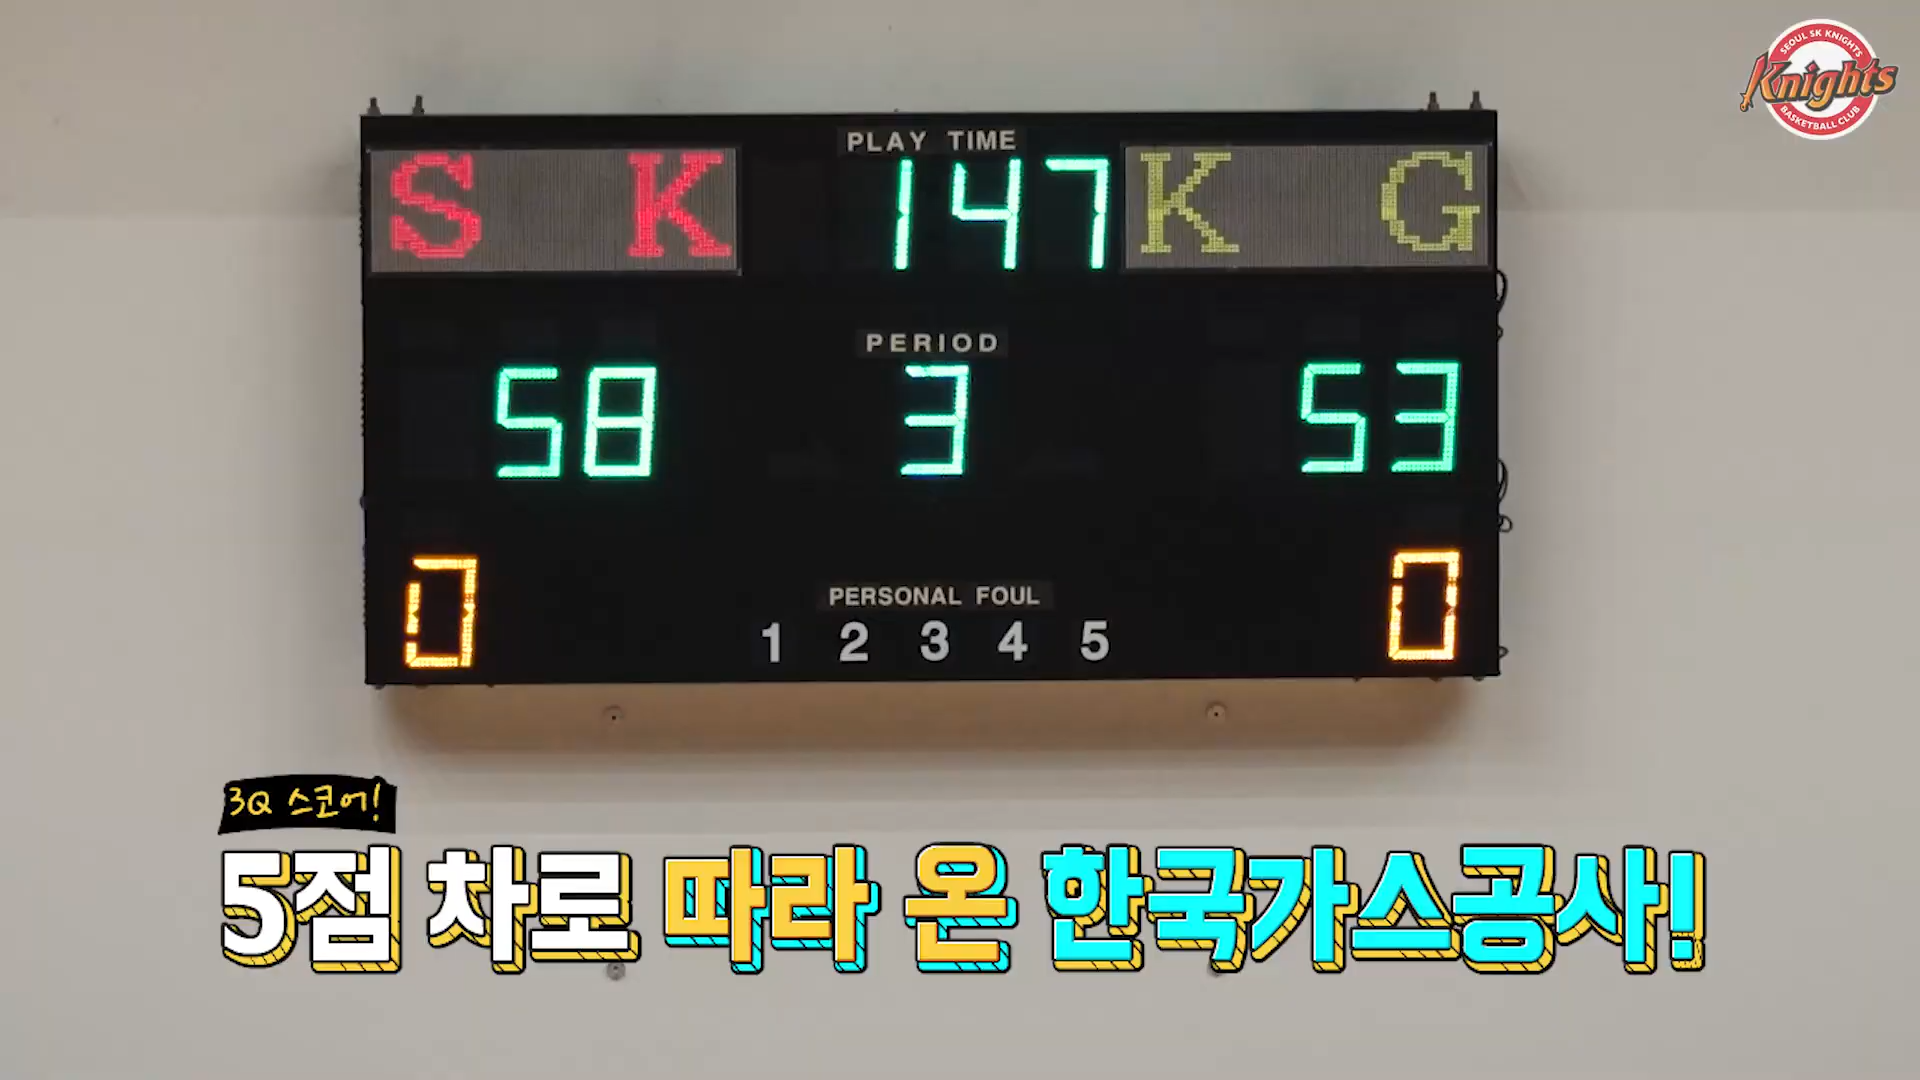 SEOUL SK KNIGHTS
Knights
BASKETBALL CLUB
PLAY TIME
S K 147 K G
PERIOD
58 3 53
0 0
PERSONAL FOUL
1 2 3 4 5
3Q 스코어!
5점 차로 따라 온 한국가스공사!